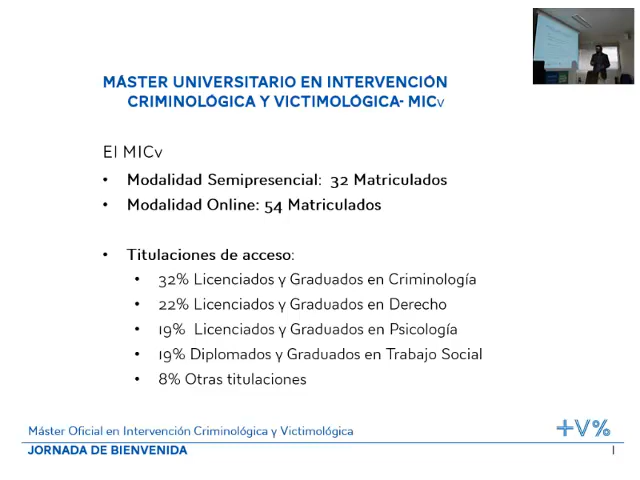 MÁSTER UNIVERSITARIO EN INTERVENCIÓN
CRIMINOLÓGICA Y VICTIMOLÓGICA- MICv
El MICv
• Modalidad Semipresencial: 32 Matriculados
• Modalidad Online: 54 Matriculados
• Titulaciones de acceso:
• 32% Licenciados y Graduados en Criminología
• 22% Licenciados y Graduados en Derecho
• 19% Licenciados y Graduados en Psicología
• 19% Diplomados y Graduados en Trabajo Social
• 8% Otras titulaciones
Máster Oficial en Intervención Criminológica y Victimológica
+V%
JORNADA DE BIENVENIDA
1